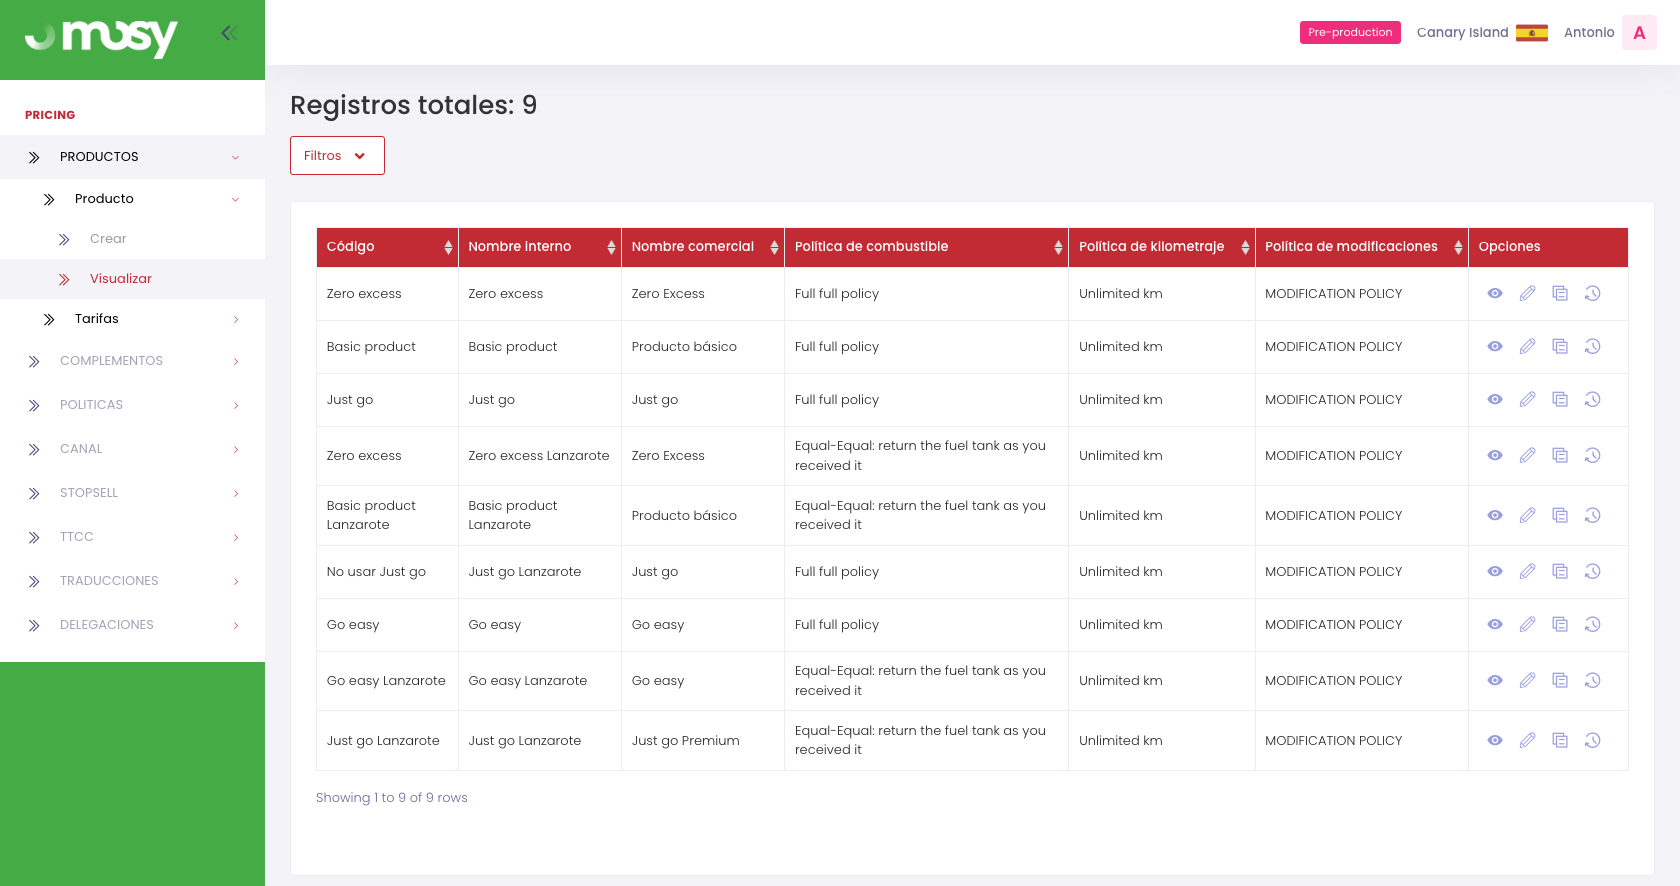 mosy
Pre-production
Canary Island
Antonio
A
PRICING
PRODUCTOS
Producto
Crear
Visualizar
Tarifas
COMPLEMENTOS
POLITICAS
CANAL
STOPSELL
TTCC
TRADUCCIONES
DELEGACIONES
Registros totales: 9
Filtros
Código Nombre interno Nombre comercial Política de combustible Política de kilometraje Política de modificaciones Opciones
Zero excess Zero excess Zero Excess Full full policy Unlimited km MODIFICATION POLICY
Basic product Basic product Producto básico Full full policy Unlimited km MODIFICATION POLICY
Just go Just go Just go Full full policy Unlimited km MODIFICATION POLICY
Equal-Equal: return the fuel tank as you
Zero excess Zero excess Lanzarote Zero Excess Unlimited km MODIFICATION POLICY
received it
Basic product Basic product Equal-Equal: return the fuel tank as you
Producto básico Unlimited km MODIFICATION POLICY
Lanzarote Lanzarote received it
No usar Just go Just go Lanzarote Just go Full full policy Unlimited km MODIFICATION POLICY
Go easy Go easy Go easy Full full policy Unlimited km MODIFICATION POLICY
Equal-Equal: return the fuel tank as you
Go easy Lanzarote Go easy Lanzarote Go easy Unlimited km MODIFICATION POLICY
received it
Equal-Equal: return the fuel tank as you
Just go Lanzarote Just go Lanzarote Just go Premium Unlimited km MODIFICATION POLICY
received it
Showing 1 to 9 of 9 rows